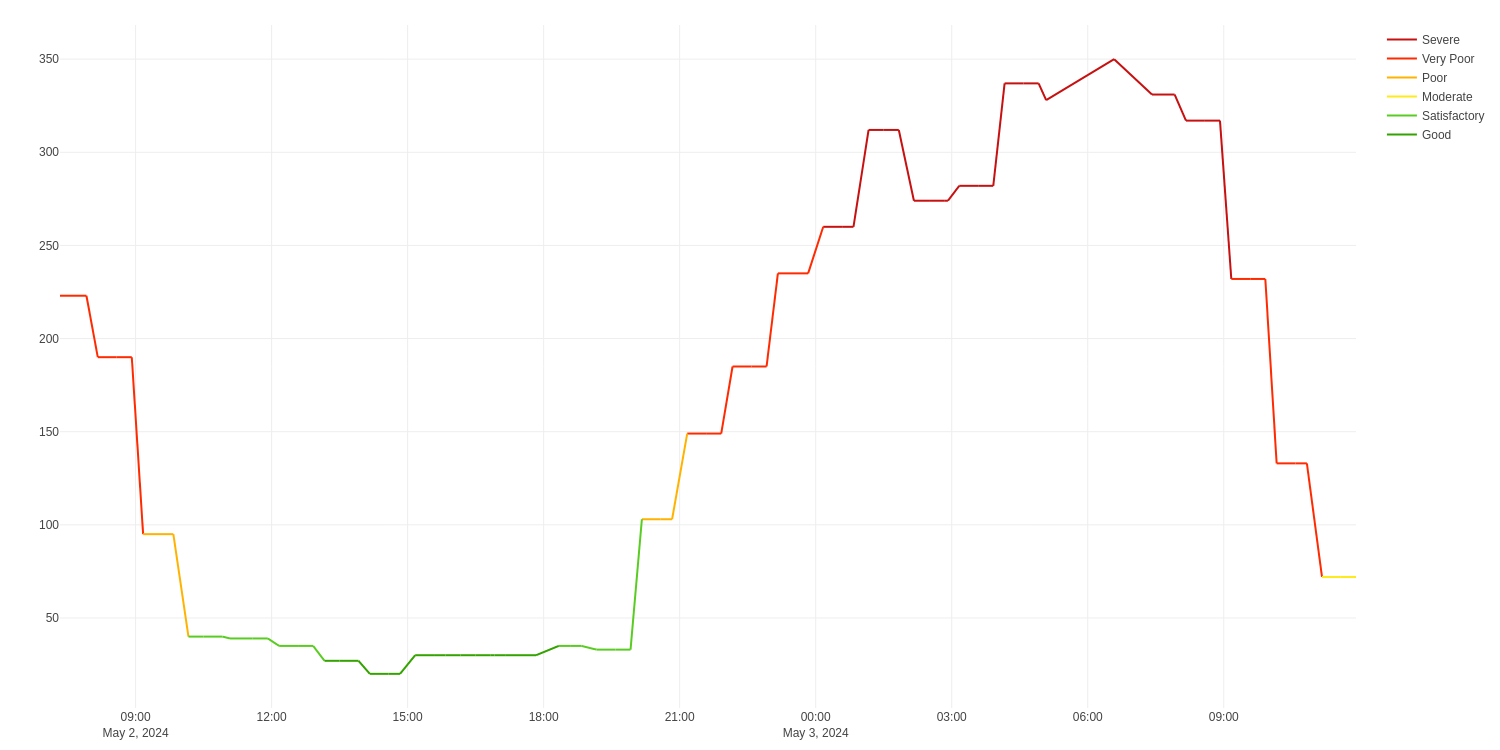 350
300
250
200
150
100
50
09:00
May 2, 2024
12:00
15:00
18:00
21:00
00:00
May 3, 2024
03:00
06:00
09:00
Severe
Very Poor
Poor
Moderate
Satisfactory
Good